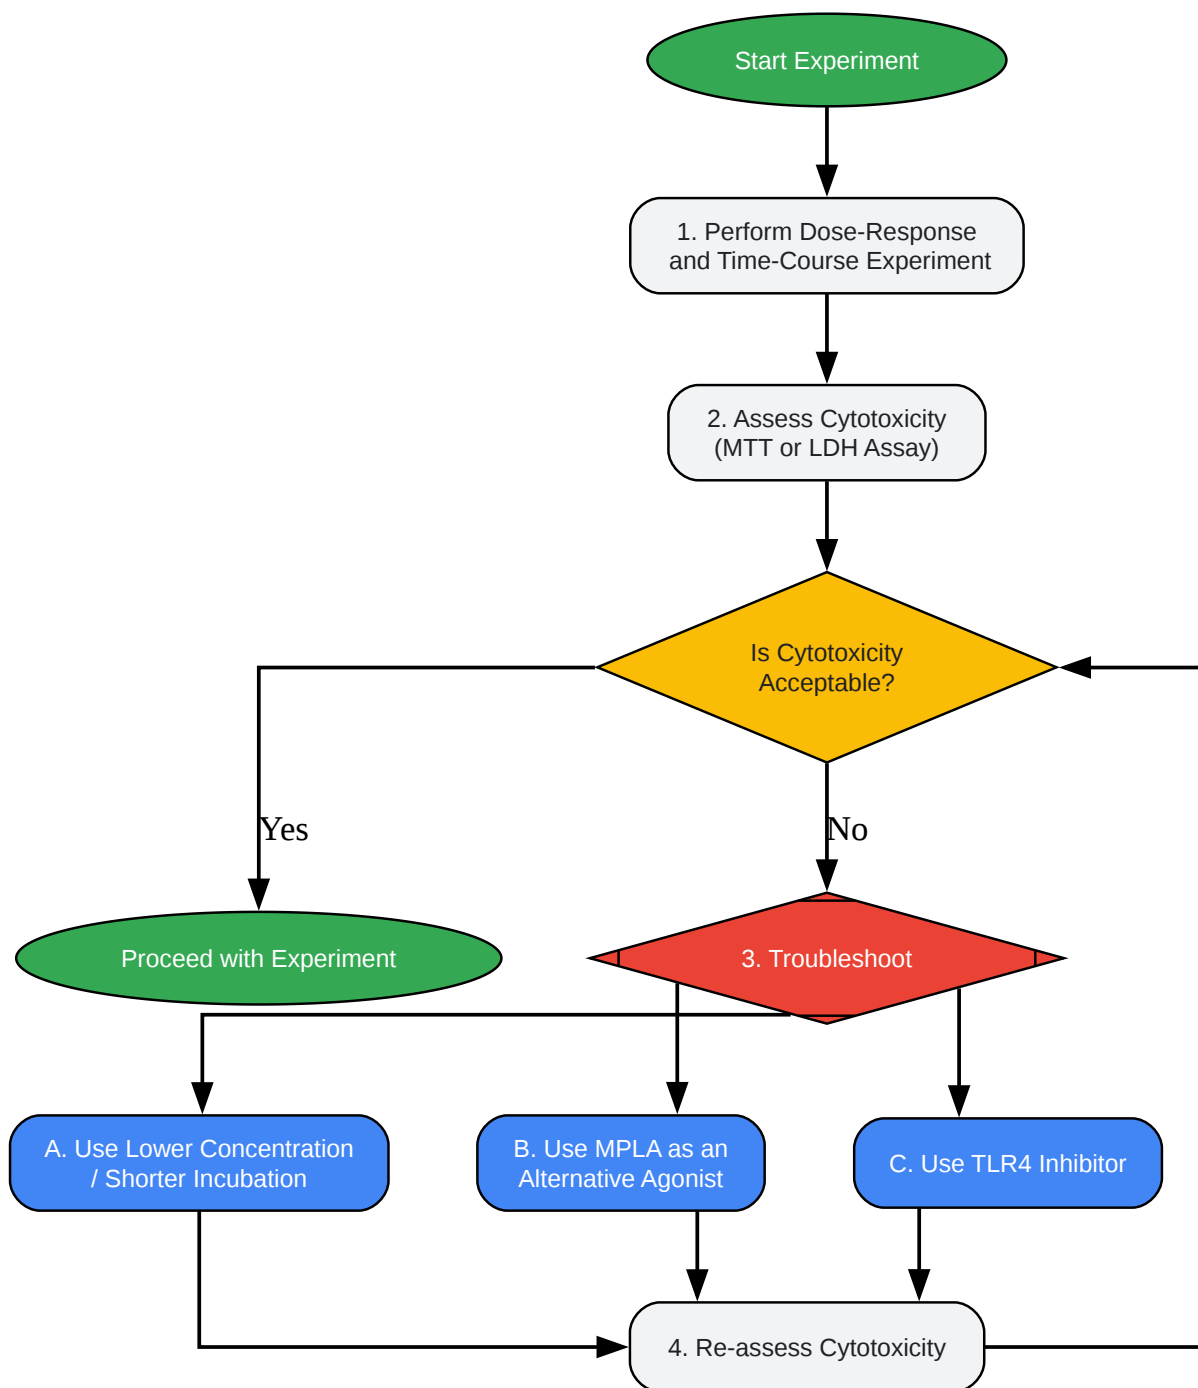 Start Experiment
1. Perform Dose-Response
and Time-Course Experiment
2. Assess Cytotoxicity
(MTT or LDH Assay)
Is Cytotoxicity
Acceptable?
Yes
No
Proceed with Experiment
3. Troubleshoot
A. Use Lower Concentration
/ Shorter Incubation
B. Use MPLA as an
Alternative Agonist
C. Use TLR4 Inhibitor
4. Re-assess Cytotoxicity